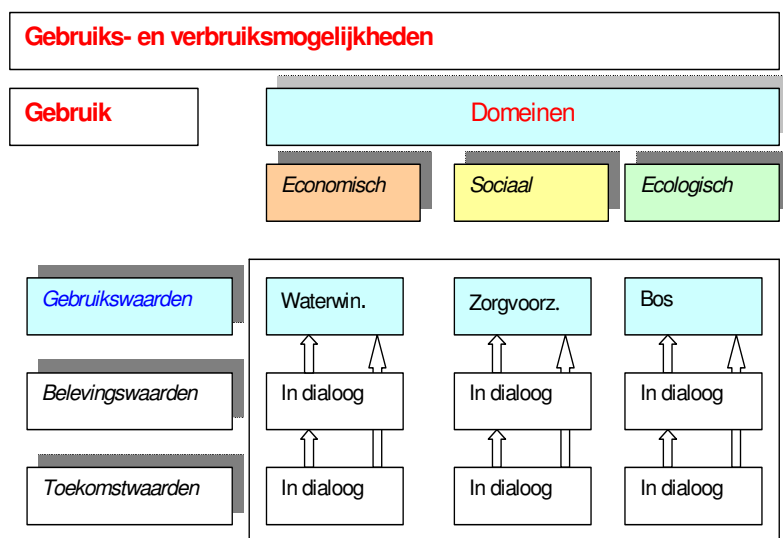 Gebruiks- en verbruiksmogelijkheden
Gebruik
Domeinen
Economisch
Sociaal
Ecologisch
Gebruikswaarden
Waterwin.
Zorgvoorz.
Bos
Belevingswaarden
In dialoog
In dialoog
In dialoog
Toekomstwaarden
In dialoog
In dialoog
In dialoog